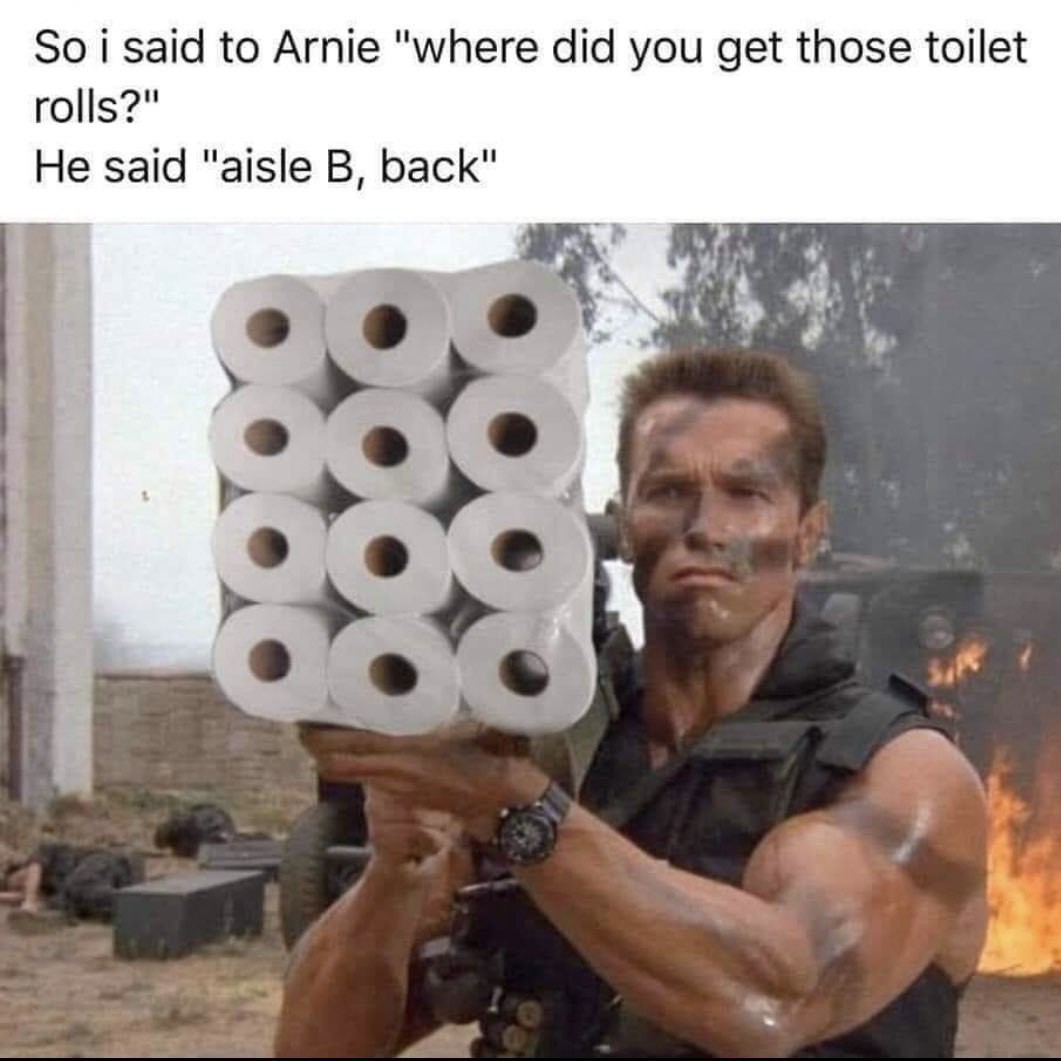 So i said to Arnie "where did you get those toilet
rolls?"
He said "aisle B, back"